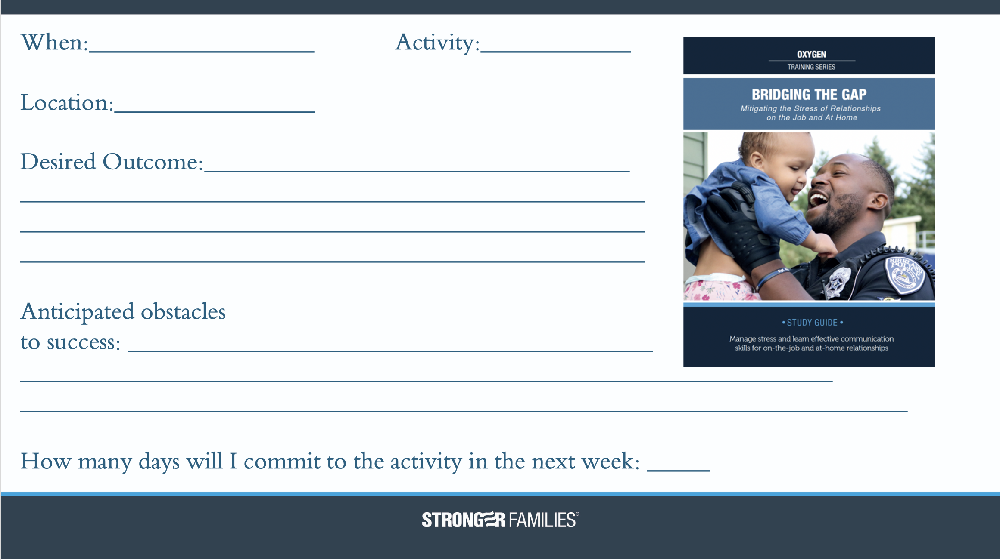 When:
Activity:
Location:
Desired Outcome:
Anticipated obstacles
to success:
How many days will I commit to the activity in the next week:
OXYGEN
TRAINING SERIES
BRIDGING THE GAP
Mitigating the Stress of Relationships
on the Job and At Home
KIRKLAND
POLICE
• STUDY GUIDE •
Manage stress and learn effective communication
skills for on-the-job and at-home relationships
STRONGER FAMILIES®